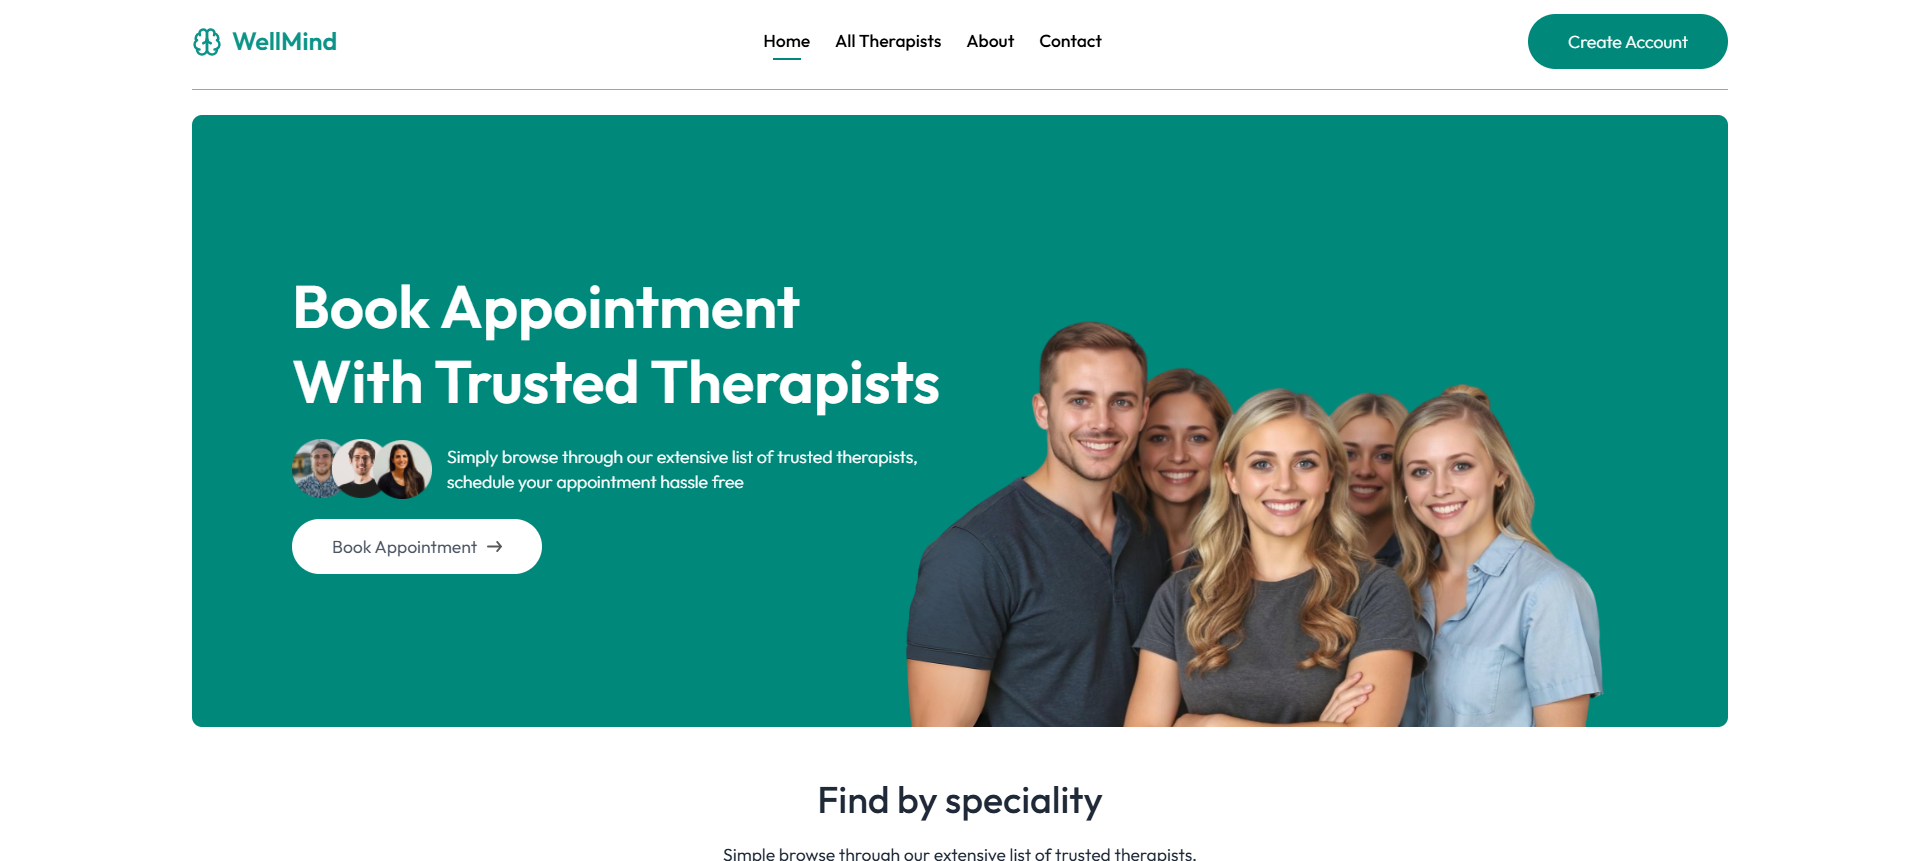 WellMind
Home
All Therapists
About
Contact
Create Account
Book Appointment
With Trusted Therapists
Simply browse through our extensive list of trusted therapists,
schedule your appointment hassle free
Book Appointment
Find by speciality
Simple browse through our extensive list of trusted therapists.